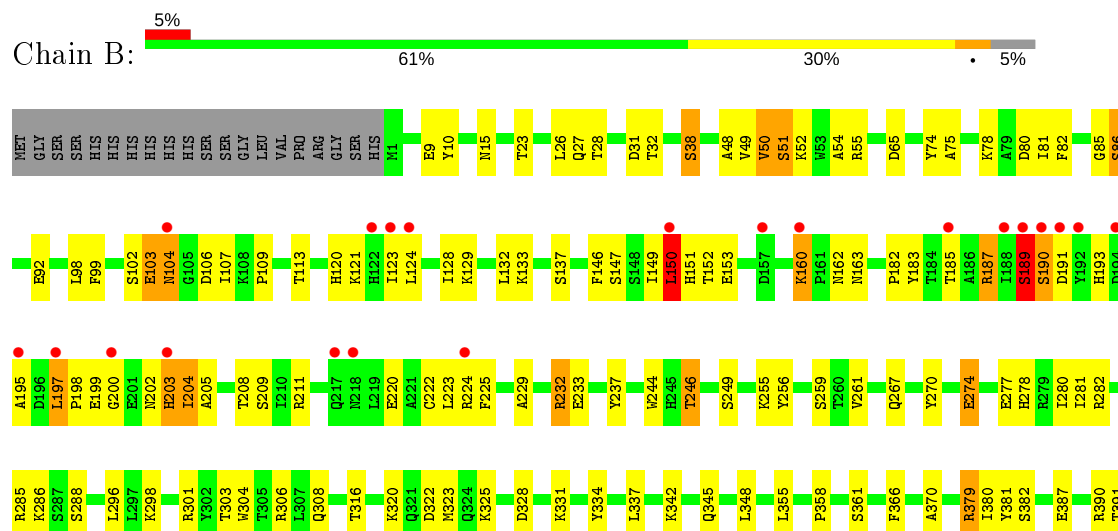 5%
Chain B:
61% 30% • 5%
MET GLY SER SER HIS HIS HIS HIS HIS HIS SER SER GLY LEU VAL PRO ARG GLY SER HIS M1 E9 Y10 N15 T23 L26 Q27 T28 D31 T32 S38 A48 V49 V50 S51 K52 W53 A54 R55 D65 Y74 A75 K78 A79 D80 I81 F82 G85
E92 L98 F99 S102 E103 N104 G105 D106 I107 K108 P109 T113 H120 K121 H122 I123 L124 I128 K129 L132 K133 S137 F146 S147 S148 I149 L150 H151 T152 E153 D157 K160 P161 N162 N163 P182 Y183 T184 T185 A186 R187 I188 S189 S190 D191 Y192 H193
A195 D196 L197 P198 E199 G200 E201 N202 H203 I204 A205 T208 S209 I210 R211 Q217 N218 L219 E220 A221 C222 L223 R224 F225 A229 R232 E233 Y237 W244 H245 T246 S249 K255 Y256 S259 T260 V261 Q267 Y270 E274 E277 H278 R279 I280 I281 R282
R285 K286 S287 S288 L296 L297 K298 R301 Y302 T303 W304 T305 R306 L307 Q308 T316 K320 Q321 D322 M323 Q324 K325 D328 K331 Y334 L337 K342 Q345 L348 L355 P358 S361 F366 A370 R379 I380 Y381 S382 E387 R390